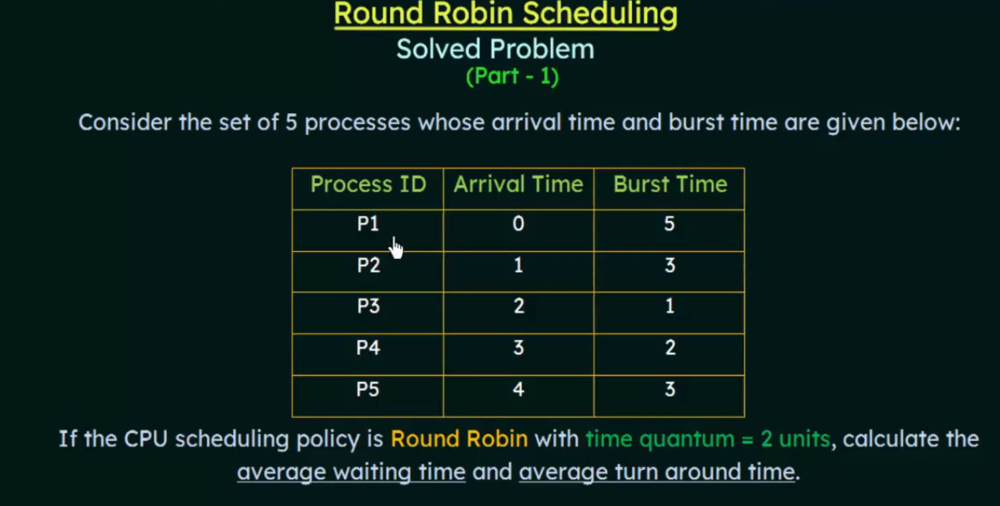 Round Robin Scheduling
Solved Problem
(Part - 1)
Consider the set of 5 processes whose arrival time and burst time are given below:
Process ID Arrival Time Burst Time
P1 0 5
P2 1 3
P3 2 1
P4 3 2
P5 4 3
If the CPU scheduling policy is Round Robin with time quantum = 2 units, calculate the
average waiting time and average turn around time.